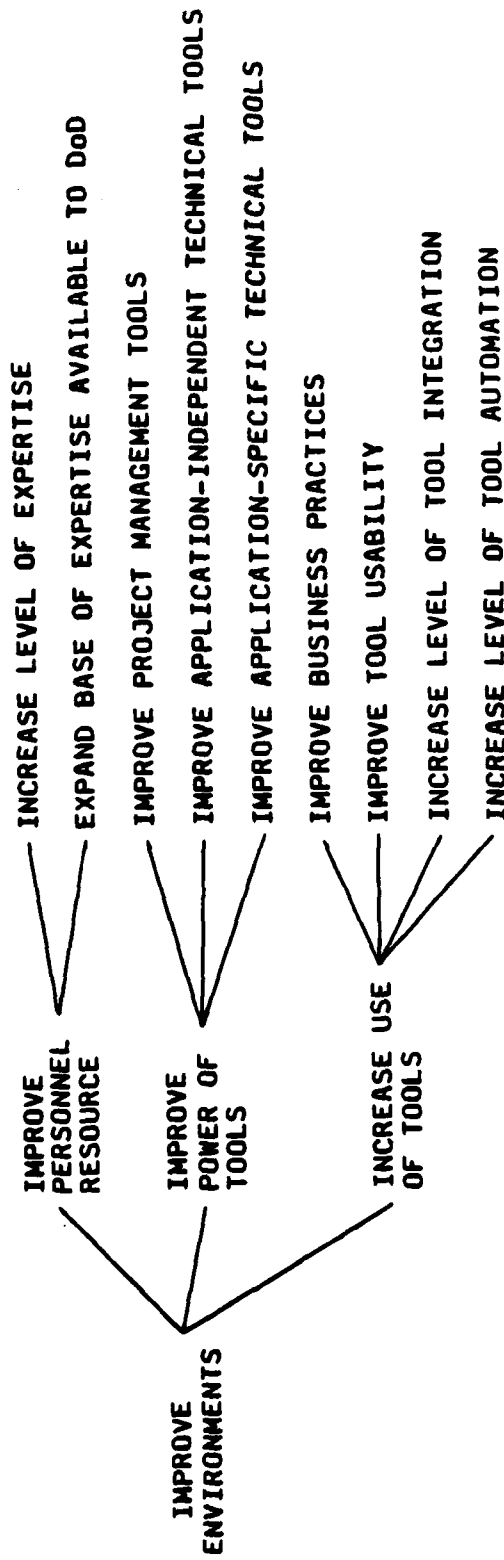 IMPROVE
ENVIRONMENTS
IMPROVE
PERSONNEL
RESOURCE
INCREASE LEVEL OF EXPERTISE
EXPAND BASE OF EXPERTISE AVAILABLE TO DoD
IMPROVE
POWER OF
TOOLS
IMPROVE PROJECT MANAGEMENT TOOLS
IMPROVE APPLICATION-INDEPENDENT TECHNICAL TOOLS
IMPROVE APPLICATION-SPECIFIC TECHNICAL TOOLS
INCREASE USE
OF TOOLS
IMPROVE BUSINESS PRACTICES
IMPROVE TOOL USABILITY
INCREASE LEVEL OF TOOL INTEGRATION
INCREASE LEVEL OF TOOL AUTOMATION